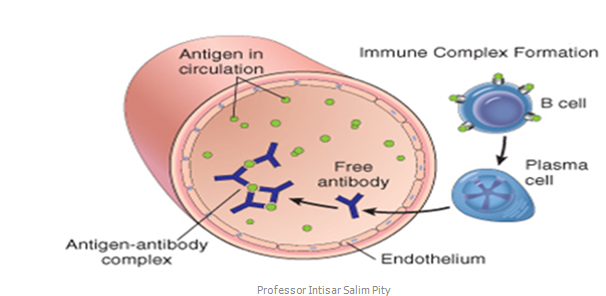 Antigen in
circulation
Immune Complex Formation
B cell
Free
antibody
Plasma
cell
Antigen-antibody
complex
Endothelium
Professor Intisar Salim Pity